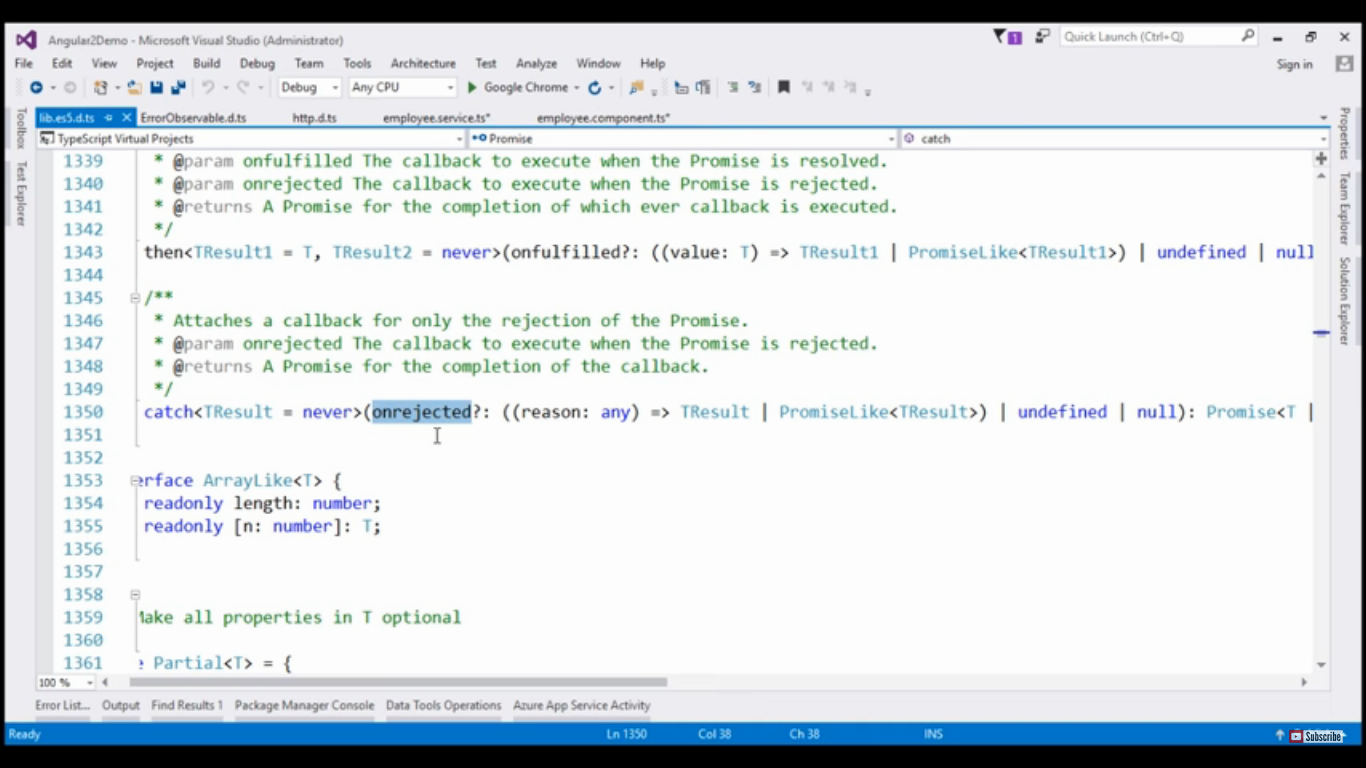 Angular2Demo - Microsoft Visual Studio (Administrator)
1
Quick Launch (Ctrl+Q)
File Edit View Project Build Debug Team Tools Architecture Test Analyze Window Help
Sign in
Debug Any CPU Google Chrome
lib.es5.d.ts ErrorObservable.d.ts http.d.ts employee.service.ts* employee.component.ts*
TypeScript Virtual Projects Promise catch
Toolbox
Test Explorer
1339 * @param onfulfilled The callback to execute when the Promise is resolved.
1340 * @param onrejected The callback to execute when the Promise is rejected.
1341 * @returns A Promise for the completion of which ever callback is executed.
1342 */
1343 then<TResult1 = T, TResult2 = never>(onfulfilled?: ((value: T) => TResult1 | PromiseLike<TResult1>) | undefined | null
1344
1345 /**
1346 * Attaches a callback for only the rejection of the Promise.
1347 * @param onrejected The callback to execute when the Promise is rejected.
1348 * @returns A Promise for the completion of the callback.
1349 */
1350 catch<TResult = never>(onrejected?: ((reason: any) => TResult | PromiseLike<TResult>) | undefined | null): Promise<T |
1351
1352
1353 erface ArrayLike<T> {
1354 readonly length: number;
1355 readonly [n: number]: T;
1356
1357
1358
1359 Make all properties in T optional
1360
1361 e Partial<T> = {
Properties
Team Explorer
Solution Explorer
100 %
Error List... Output Find Results 1 Package Manager Console Data Tools Operations Azure App Service Activity
Ready Ln 1350 Col 38 Ch 38 INS
Subscribe